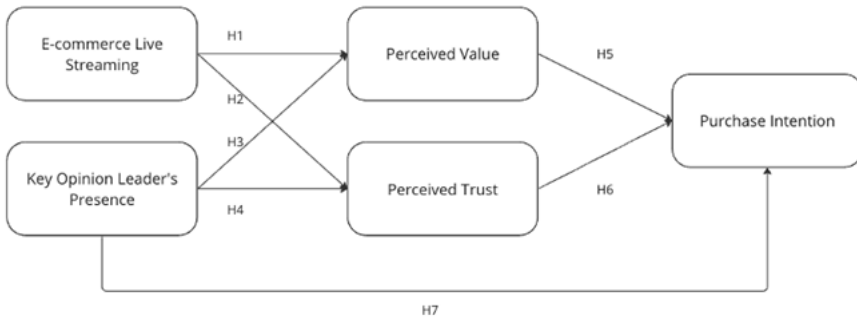 E-commerce Live
Streaming
H1
Perceived Value
H5
H2
Purchase Intention
H3
Key Opinion Leader's
Presence
H4
Perceived Trust
H6
H7